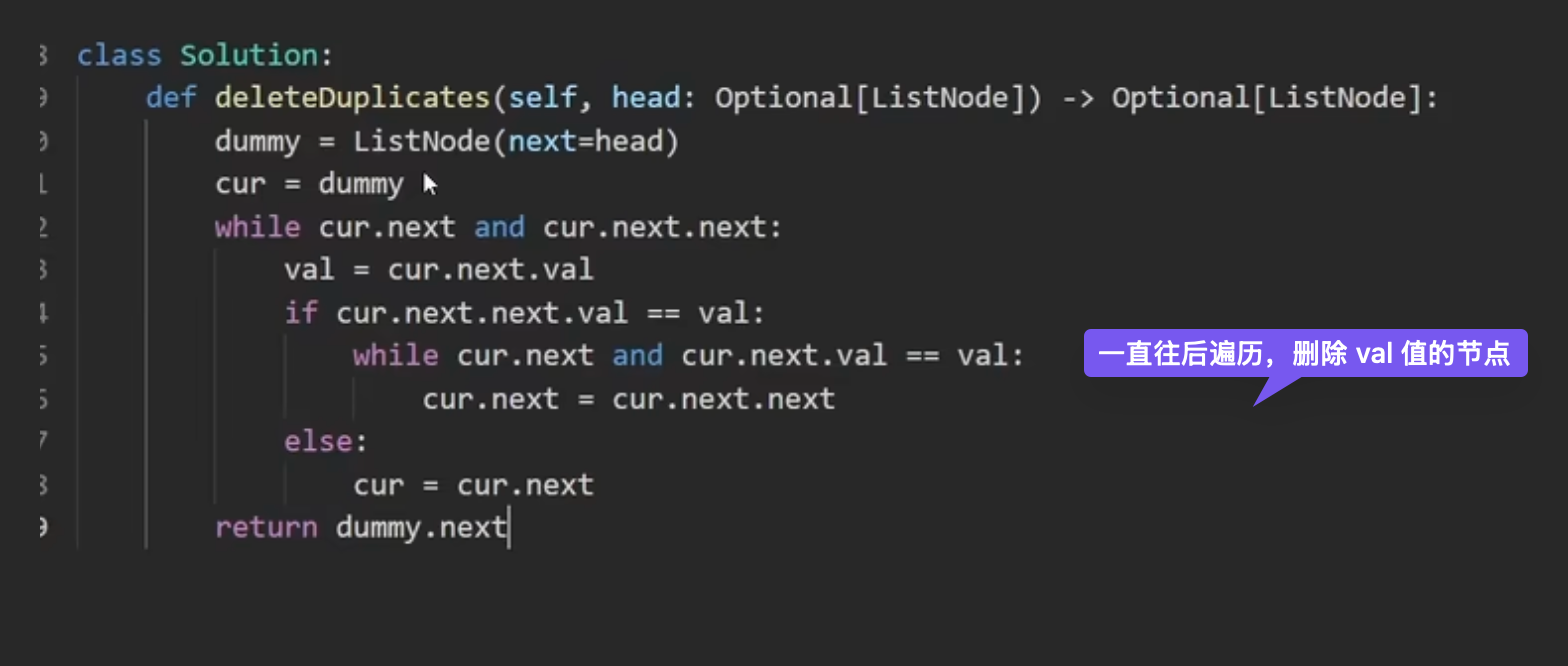 8 class Solution:
9 def deleteDuplicates(self, head: Optional[ListNode]) -> Optional[ListNode]:
0 dummy = ListNode(next=head)
1 cur = dummy
2 while cur.next and cur.next.next:
3 val = cur.next.val
4 if cur.next.next.val == val:
5 while cur.next and cur.next.val == val:
一直往后遍历，删除 val 值的节点
6 cur.next = cur.next.next
7 else:
8 cur = cur.next
9 return dummy.next